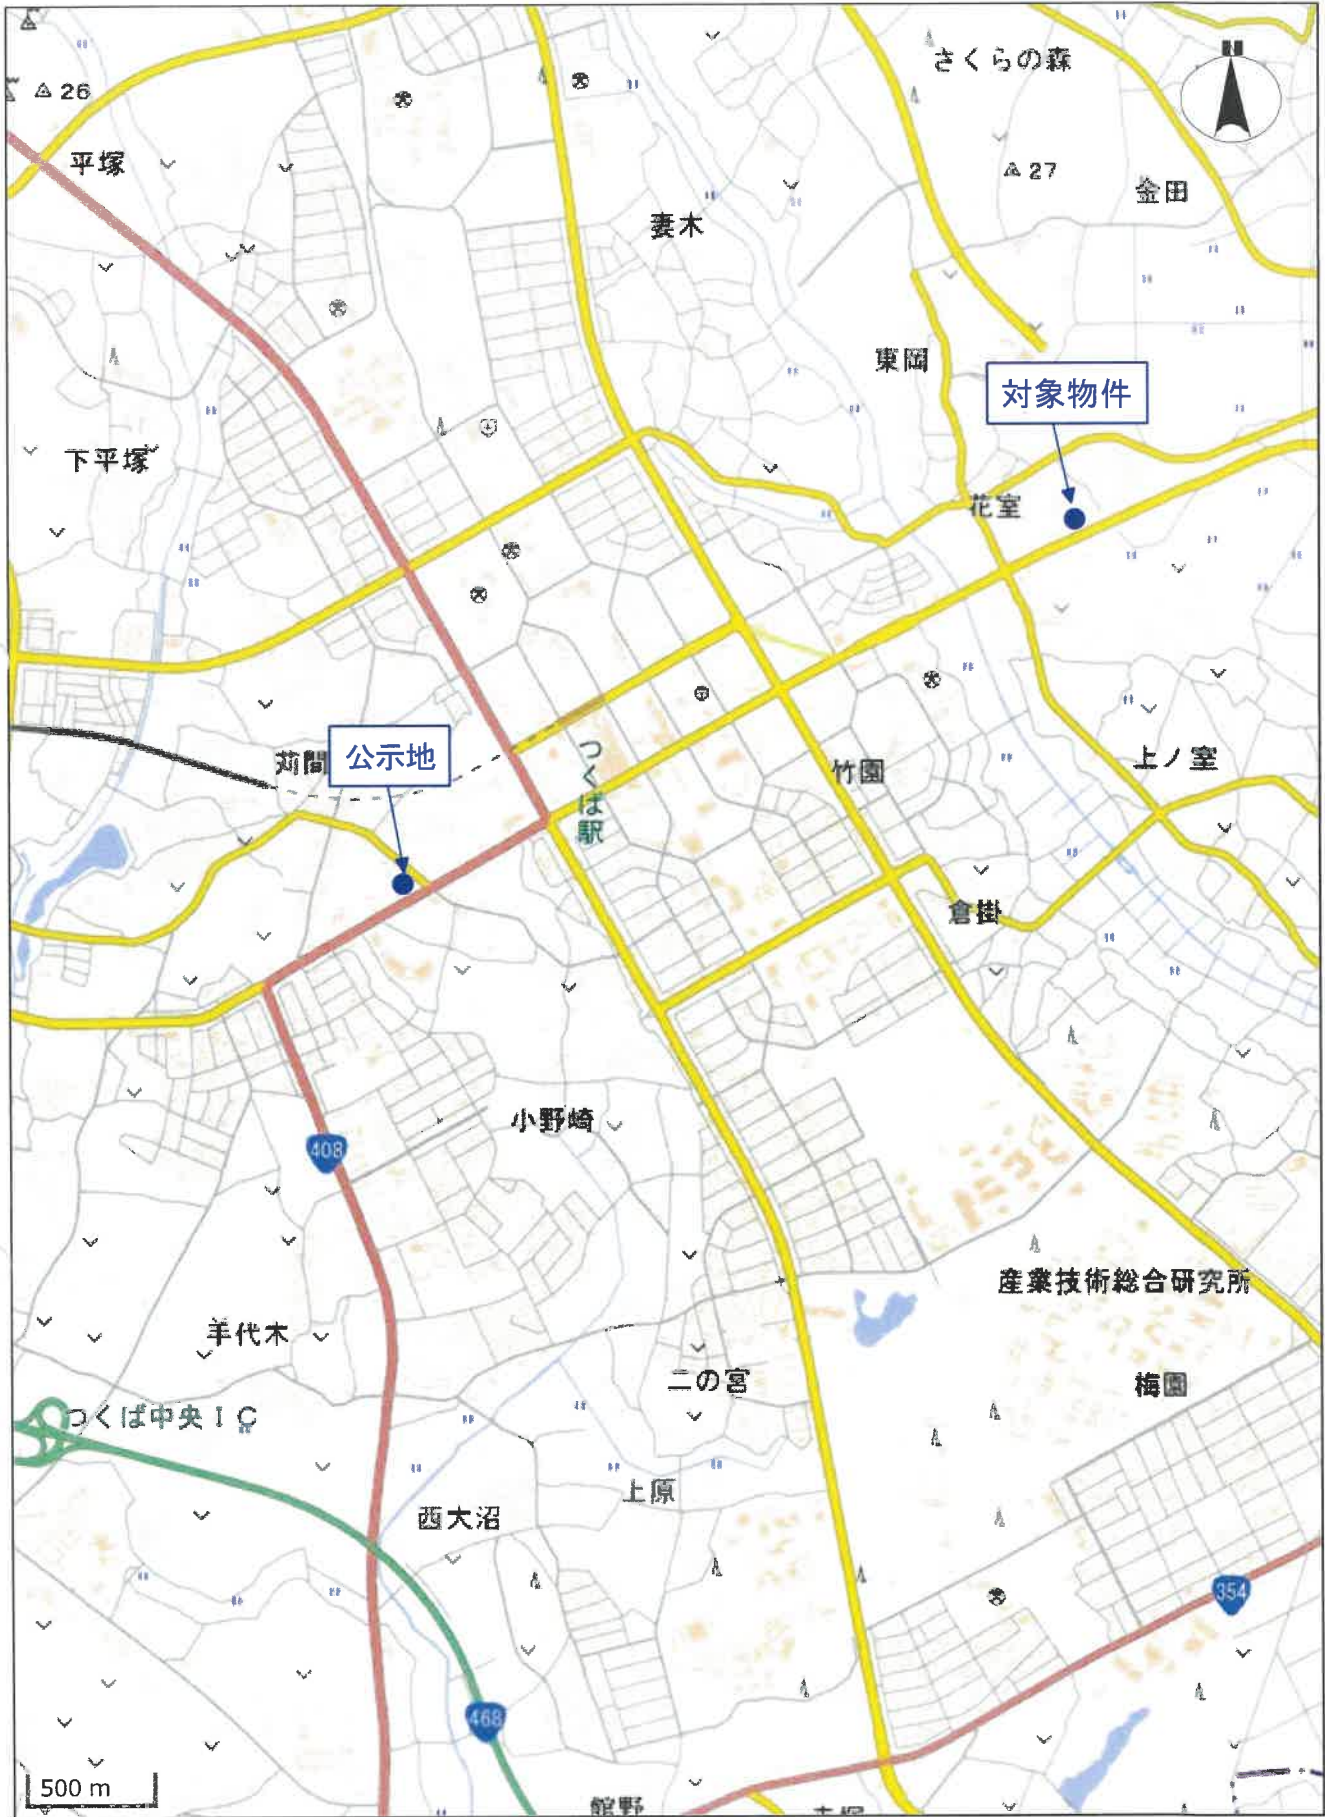 さくらの森
N
26
平塚
27
金田
妻木
東岡
対象物件
下平塚
花室
苅間
公示地
つくば駅
竹園
上ノ室
倉掛
小野崎
408
産業技術総合研究所
手代木
二の宮
梅園
つくば中央IC
上原
西大沼
354
468
500 m
館野